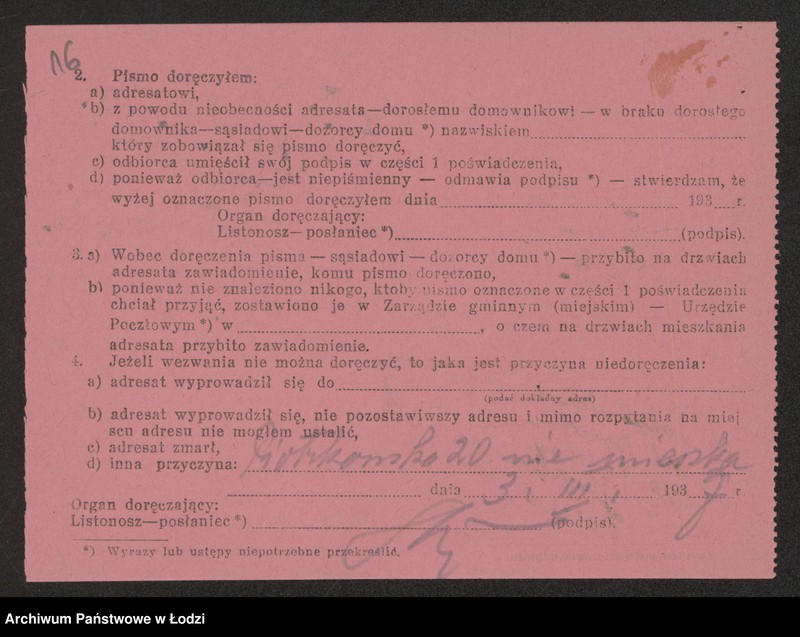 16
2. Pismo doręczyłem:
a) adresatowi,
*b) z powodu nieobecności adresata—dorosłemu domownikowi — w braku dorosłego
domownika—sąsiadowi—dozorcy domu *) nazwiskiem
który zobowiązał się pismo doręczyć,
c) odbiorca umieścił swój podpis w części 1 poświadczenia,
d) ponieważ odbiorca—jest niepiśmienny — odmawia podpisu *) — stwierdzam, że
wyżej oznaczone pismo doręczyłem dnia 193 r.
Organ doręczający:
Listonosz—posłaniec *) (podpis).
3. a) Wobec doręczenia pisma — sąsiadowi — dozorcy domu *) — przybito na drzwiach
adresata zawiadomienie, komu pismo doręczono,
b) ponieważ nie znaleziono nikogo, ktoby pismo oznaczone w części 1 poświadczenia
chciał przyjąć, zostawiono je w Zarządzie gminnym (miejskim) — Urzędzie
Pocztowym *) w , o czem na drzwiach mieszkania
adresata przybito zawiadomienie.
4. Jeżeli wezwania nie można doręczyć, to jaka jest przyczyna niedoręczenia:
a) adresat wyprowadził się do
(podać dokładny adres)
b) adresat wyprowadził się, nie pozostawiwszy adresu i mimo rozpytania na miej
scu adresu nie mogłem ustalić,
c) adresat zmarł,
d) inna przyczyna: Piotrkowska 20 nie mieszka
dnia 3. III. 1937 r
Organ doręczający:
Listonosz—posłaniec *) (podpis).
*) Wyrazy lub ustępy niepotrzebne przekreślić.
Archiwum Państwowe w Łodzi